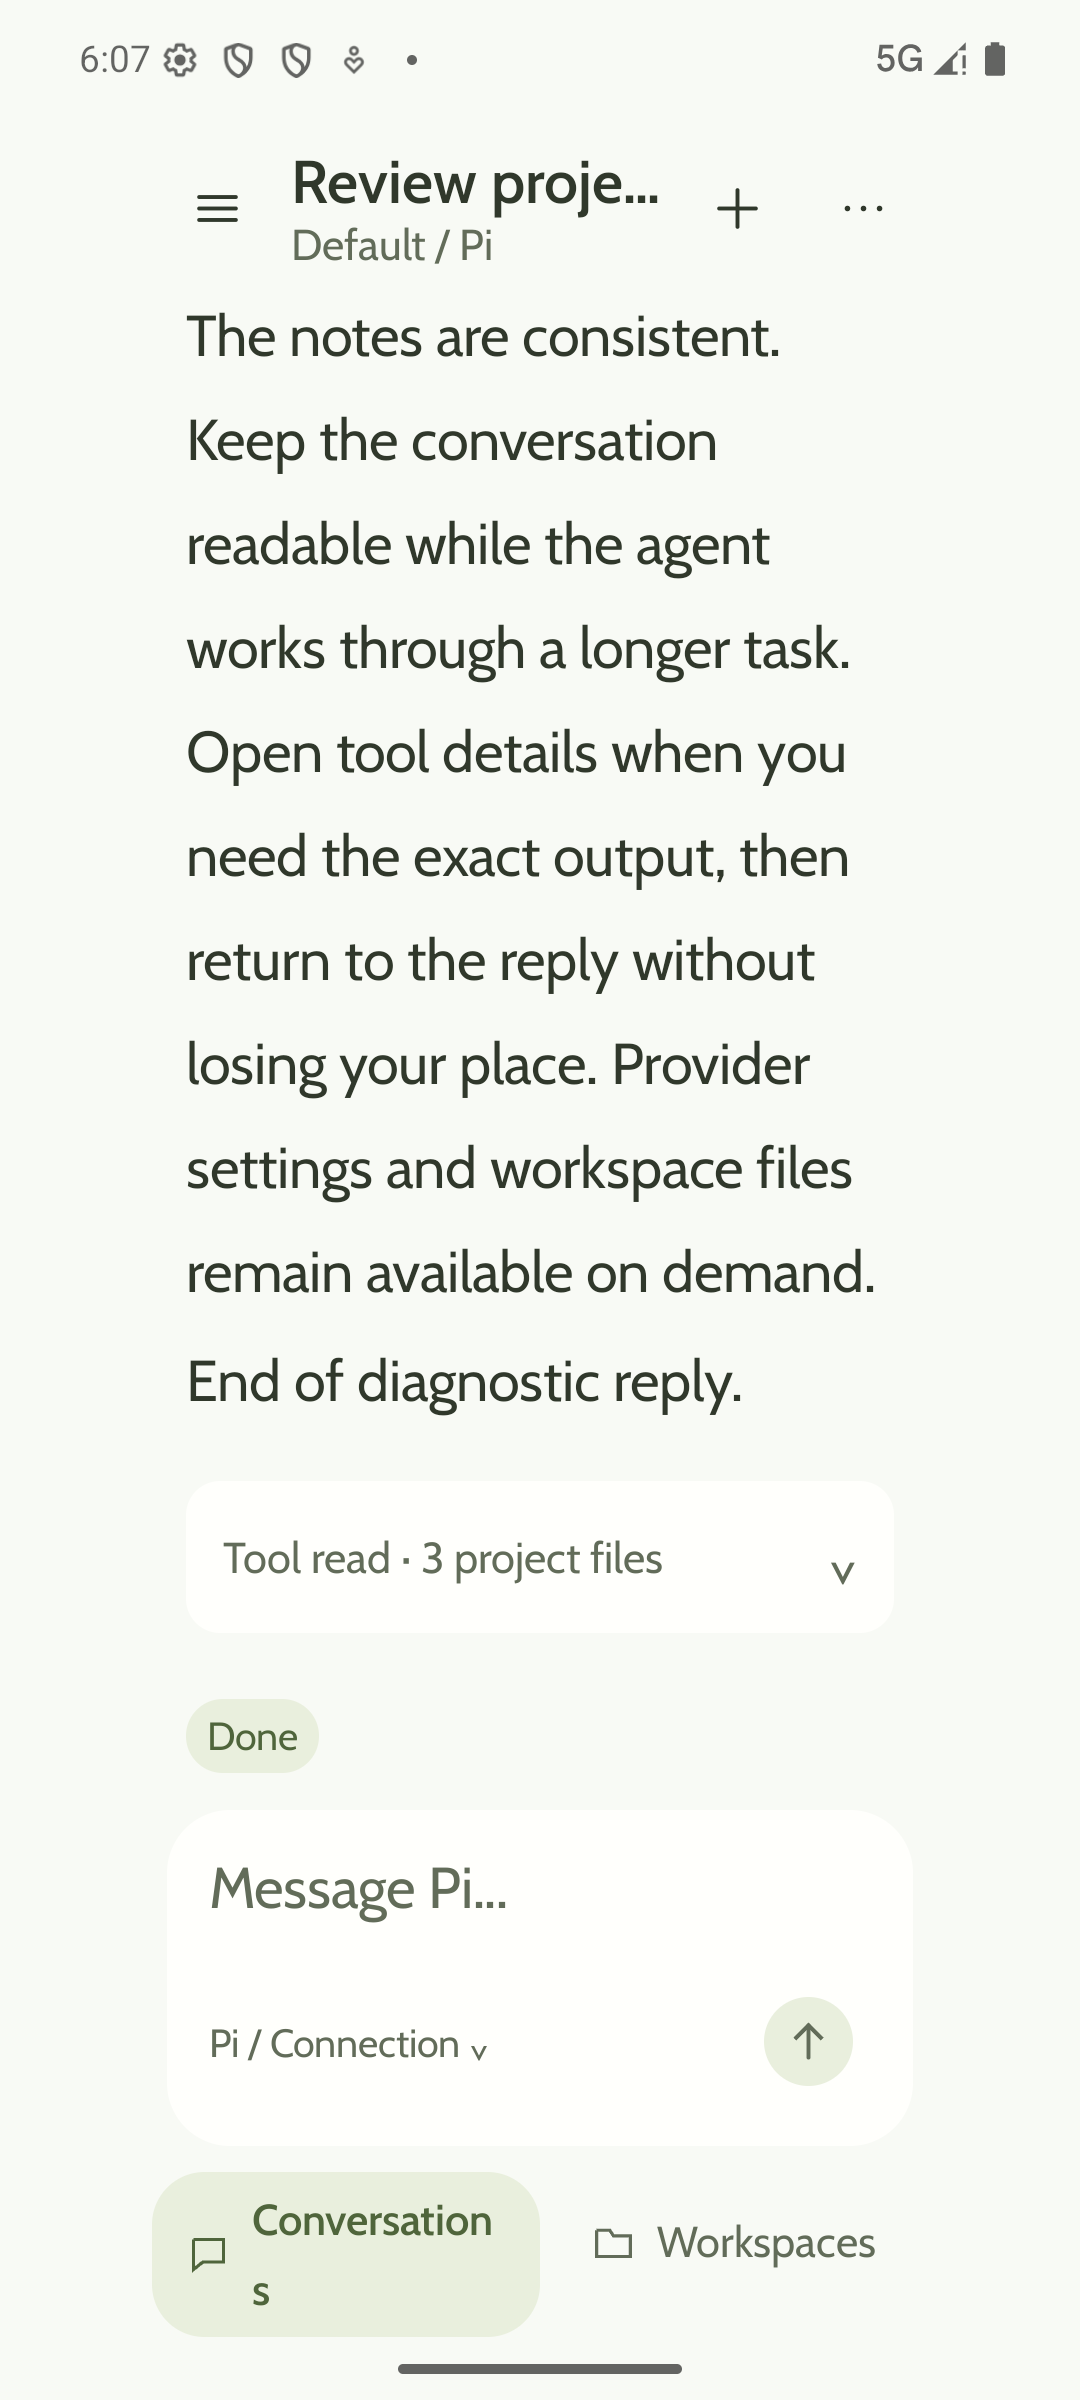 6:07
5G
Review proje...
Default / Pi
The notes are consistent.
Keep the conversation
readable while the agent
works through a longer task.
Open tool details when you
need the exact output, then
return to the reply without
losing your place. Provider
settings and workspace files
remain available on demand.
End of diagnostic reply.
Tool read · 3 project files
Done
Message Pi...
Pi / Connection
Conversation
s
Workspaces